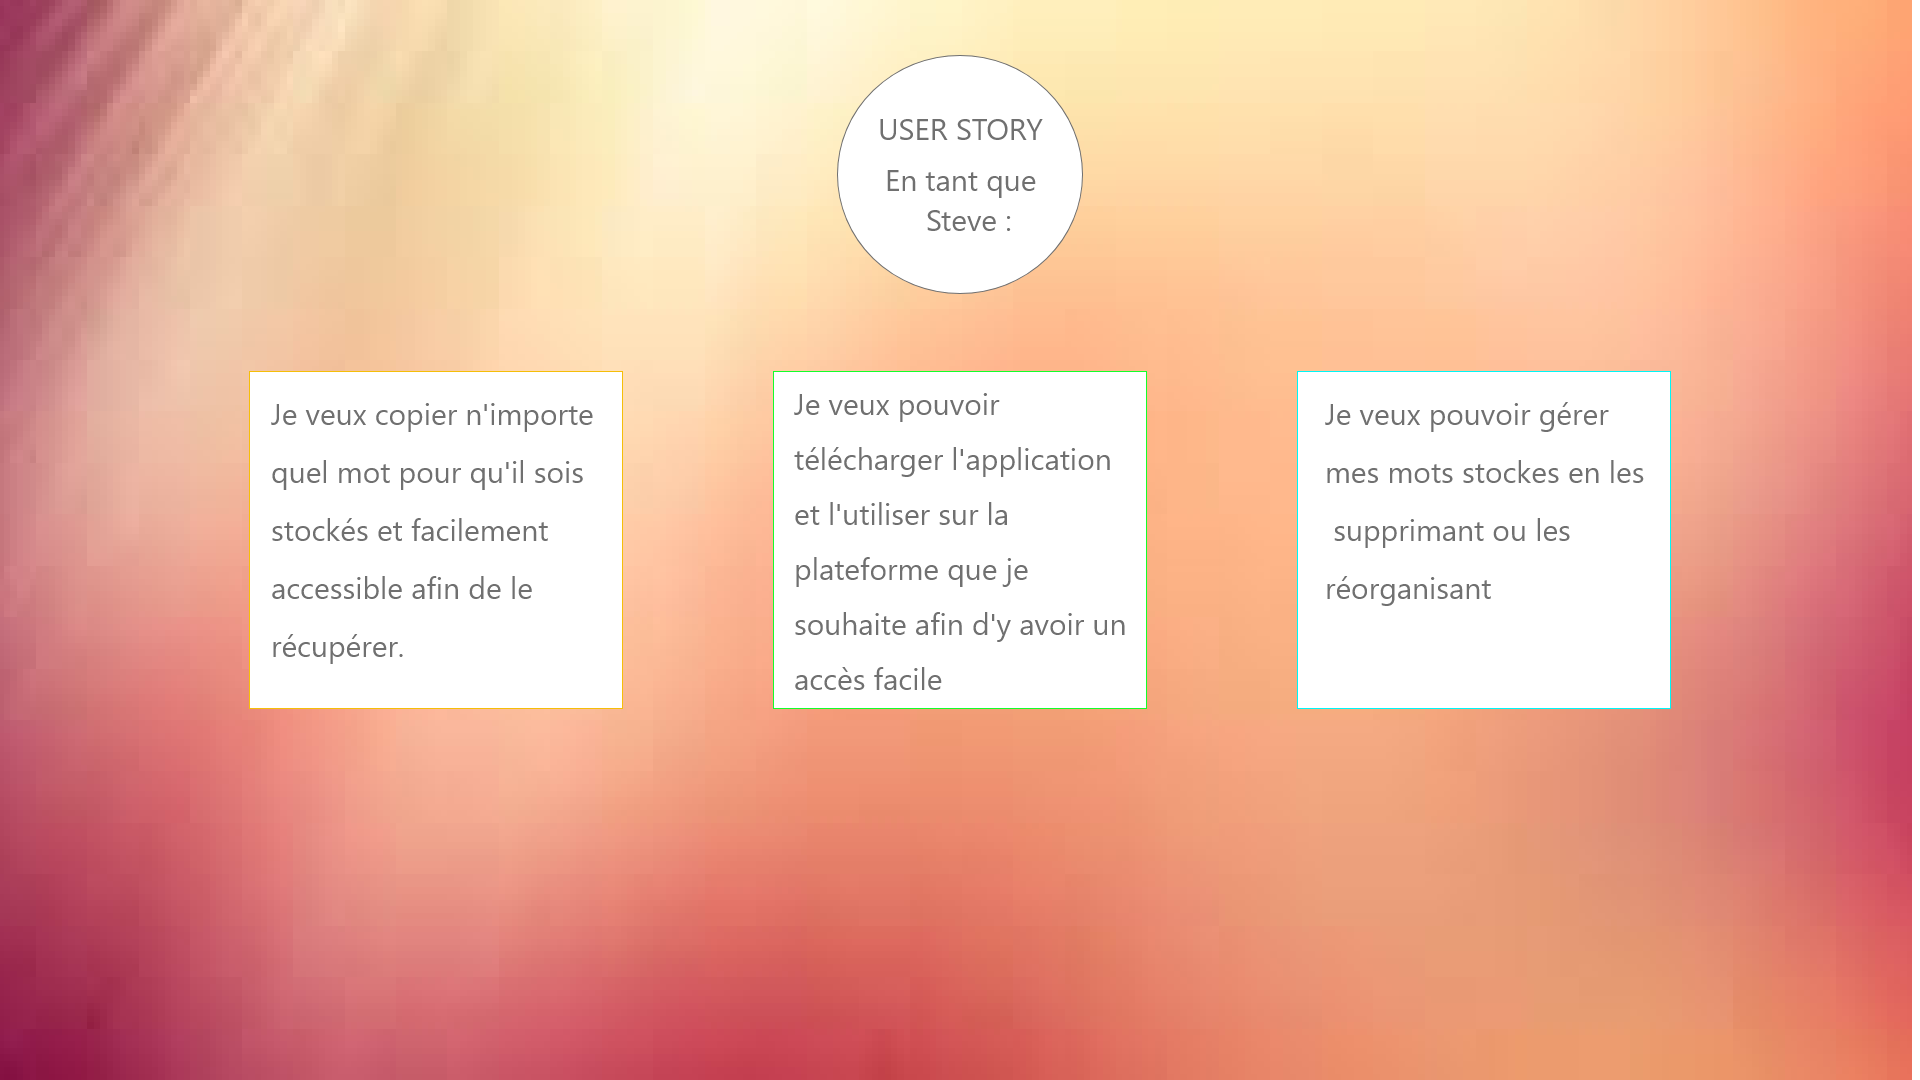 USER STORY
En tant que
Steve :
Je veux copier n'importe
quel mot pour qu'il sois
stockés et facilement
accessible afin de le
récupérer.
Je veux pouvoir
télécharger l'application
et l'utiliser sur la
plateforme que je
souhaite afin d'y avoir un
accès facile
Je veux pouvoir gérer
mes mots stockes en les
supprimant ou les
réorganisant